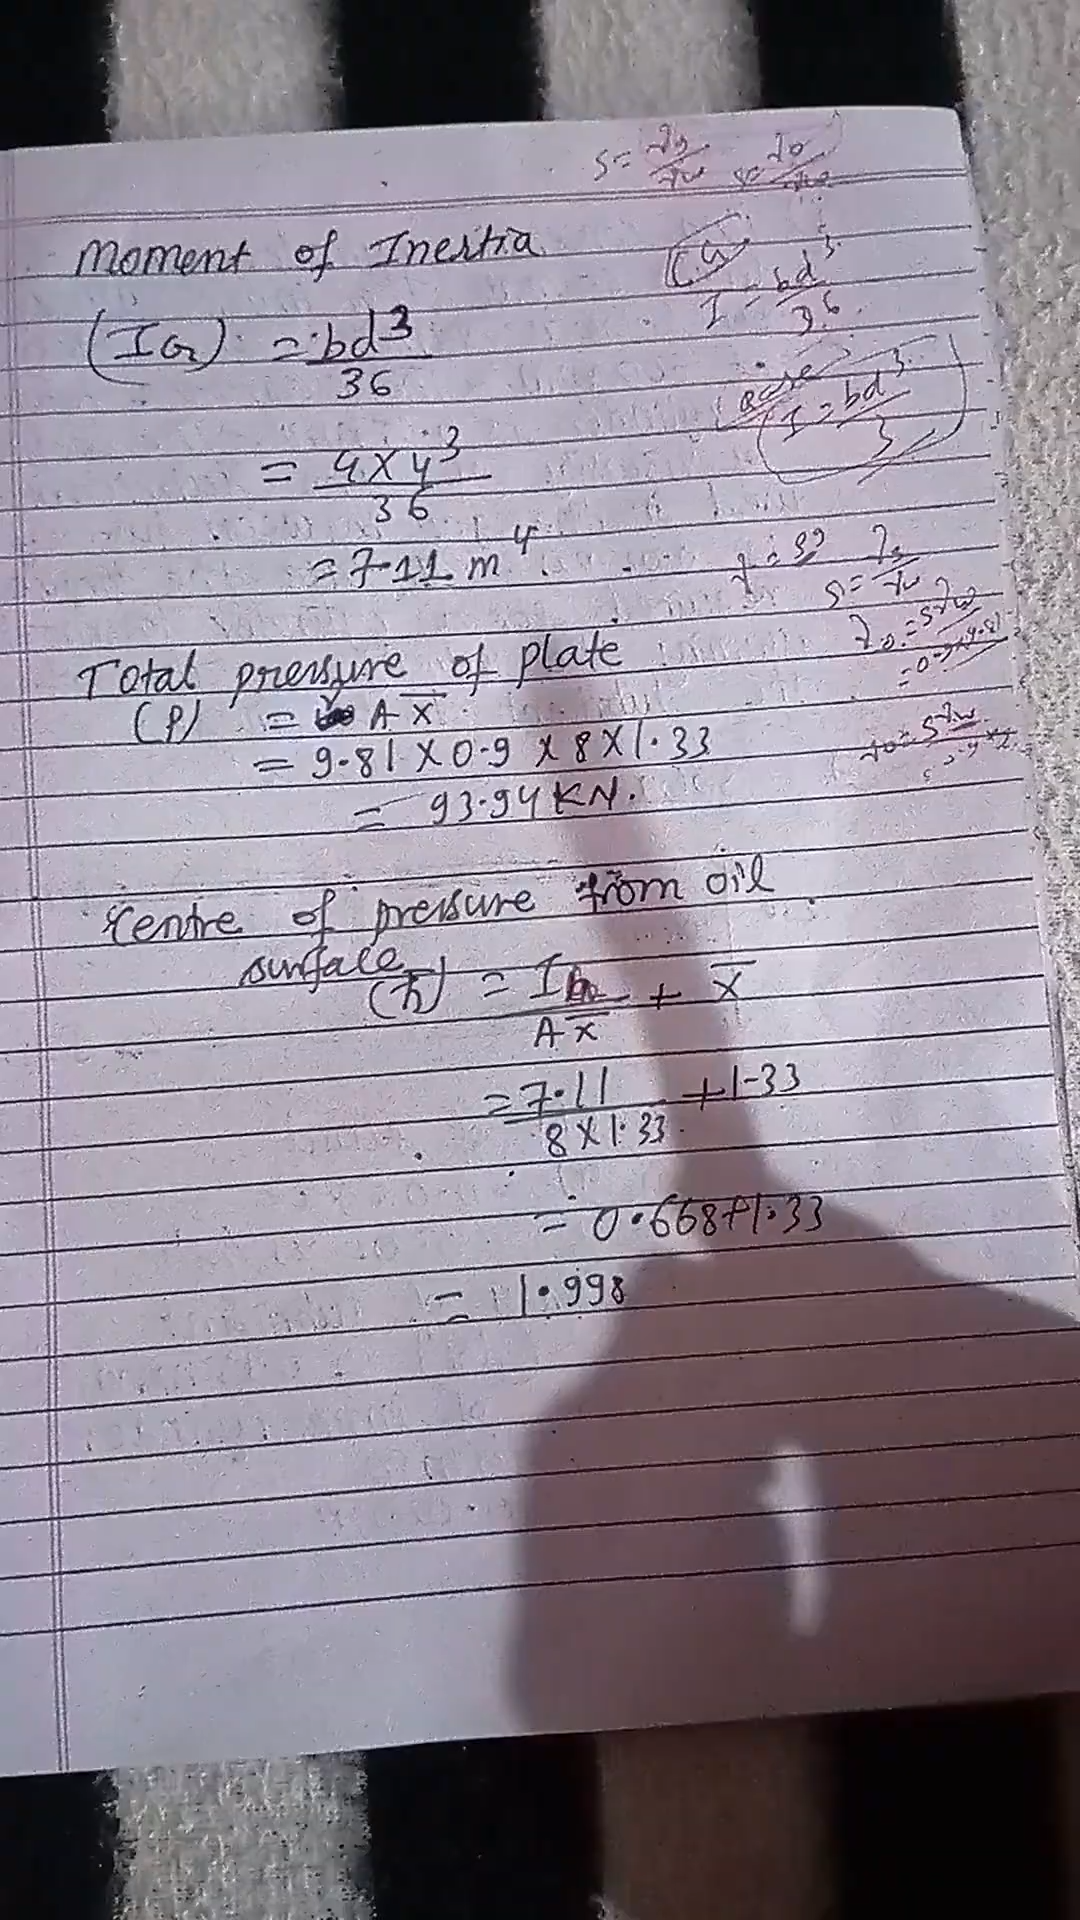 S =
Moment of Inertia
C.G
I = bd³
36
(IG) = bd³
36
Base
I = bd³
3
= 4 × 4³
36
= 7.11 m⁴.
S =
Total pressure of plate
(P) = A x̄
= 9.81 × 0.9 × 8 × 1.33
= 93.94 KN.
Centre of pressure from oil
surface
(h̄) = IG + x̄
A x̄
= 7.11 + 1.33
8 × 1.33
= 0.668 + 1.33
= 1.998